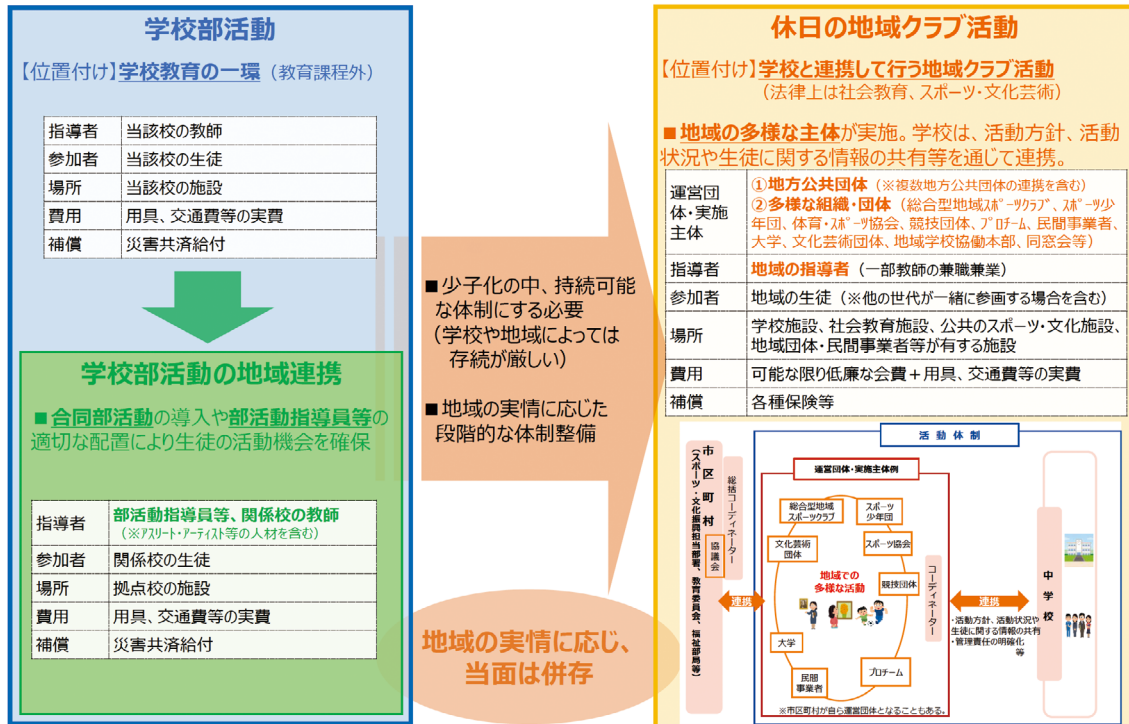 学校部活動
【位置付け】学校教育の一環（教育課程外）
指導者 当該校の教師
参加者 当該校の生徒
場所 当該校の施設
費用 用具、交通費等の実費
補償 災害共済給付
学校部活動の地域連携
■合同部活動の導入や部活動指導員等の
適切な配置により生徒の活動機会を確保
指導者 部活動指導員等、関係校の教師
（※アスリート・アーティスト等の人材を含む）
参加者 関係校の生徒
場所 拠点校の施設
費用 用具、交通費等の実費
補償 災害共済給付
■少子化の中、持続可能
な体制にする必要
（学校や地域によっては
存続が厳しい）
■地域の実情に応じた
段階的な体制整備
地域の実情に応じ、
当面は併存
休日の地域クラブ活動
【位置付け】学校と連携して行う地域クラブ活動
（法律上は社会教育、スポーツ・文化芸術）
■地域の多様な主体が実施。学校は、活動方針、活動
状況や生徒に関する情報の共有等を通じて連携。
運営団
体・実施
主体
①地方公共団体（※複数地方公共団体の連携を含む）
②多様な組織・団体（総合型地域スポーツクラブ、スポーツ少
年団、体育・スポーツ協会、競技団体、プロチーム、民間事業者、
大学、文化芸術団体、地域学校協働本部、同窓会等）
指導者 地域の指導者（一部教師の兼職兼業）
参加者 地域の生徒（※他の世代が一緒に参画する場合を含む）
場所 学校施設、社会教育施設、公共のスポーツ・文化施設、
地域団体・民間事業者等が有する施設
費用 可能な限り低廉な会費＋用具、交通費等の実費
補償 各種保険等
活動体制
市区町村
（スポーツ・文化振興担当部署、教育委員会、福祉部局等）
総括コーディネーター
協議会
連携
運営団体・実施主体例
総合型地域
スポーツクラブ
スポーツ
少年団
文化芸術
団体
スポーツ協会
競技団体
地域での
多様な活動
大学
民間
事業者
プロチーム
コーディネーター
連携
・活動方針、活動状況や
生徒に関する情報の共有
・管理責任の明確化
等
中学校
※市区町村が自ら運営団体となることもある。